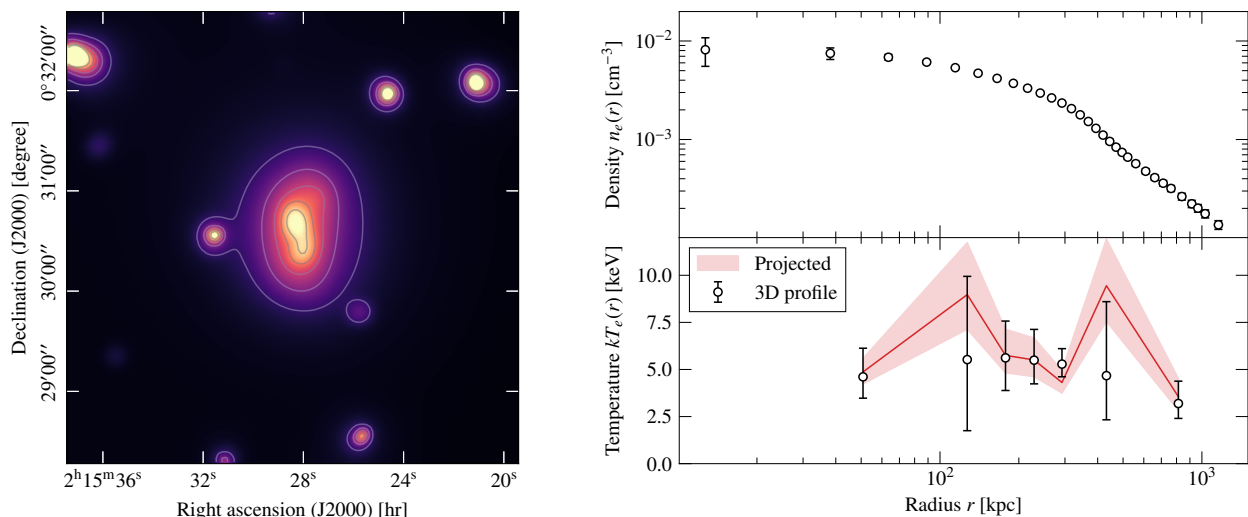 0°32′00″
31′00″
30′00″
29′00″
Declination (J2000) [degree]
2ʰ15ᵐ36ˢ 32ˢ 28ˢ 24ˢ 20ˢ
Right ascension (J2000) [hr]
10⁻²
10⁻³
Density nₑ(r) [cm⁻³]
10.0
7.5
5.0
2.5
0.0
Temperature kTₑ(r) [keV]
Projected
3D profile
10² 10³
Radius r [kpc]